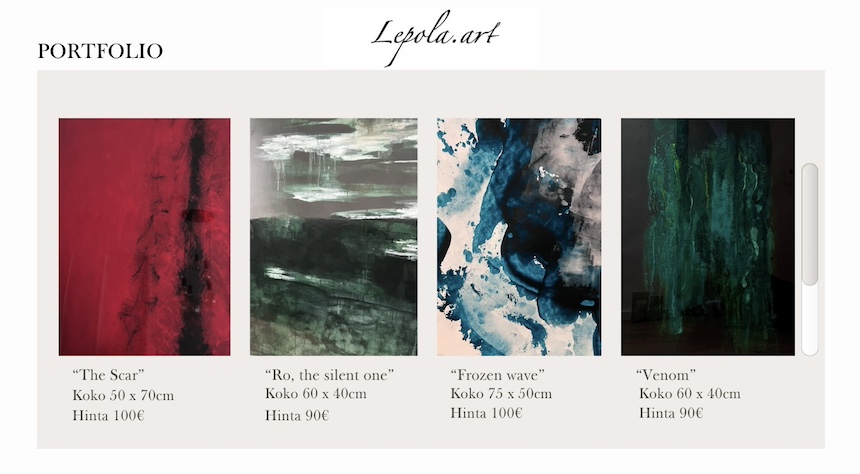 Lepola.art
PORTFOLIO
“The Scar”
Koko 50 x 70cm
Hinta 100€
“Ro, the silent one”
Koko 60 x 40cm
Hinta 90€
“Frozen wave”
Koko 75 x 50cm
Hinta 100€
“Venom”
Koko 60 x 40cm
Hinta 90€